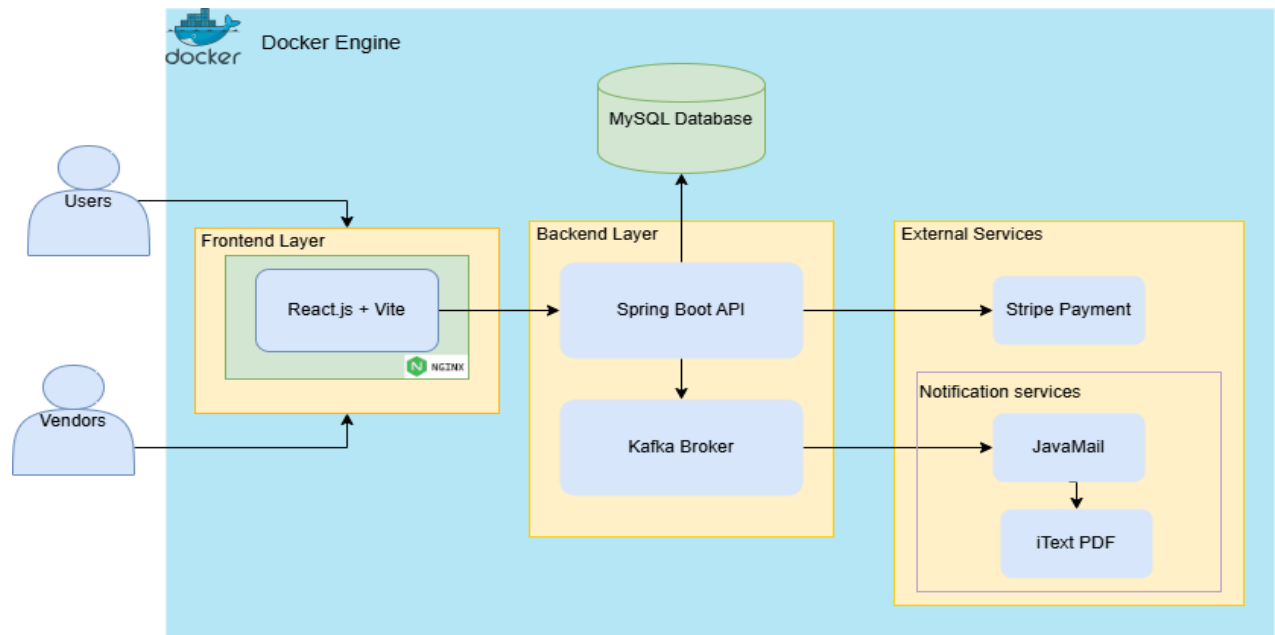 docker
Docker Engine
MySQL Database
Users
Frontend Layer
React.js + Vite
NGINX
Backend Layer
Spring Boot API
Kafka Broker
External Services
Stripe Payment
Notification services
JavaMail
iText PDF
Vendors